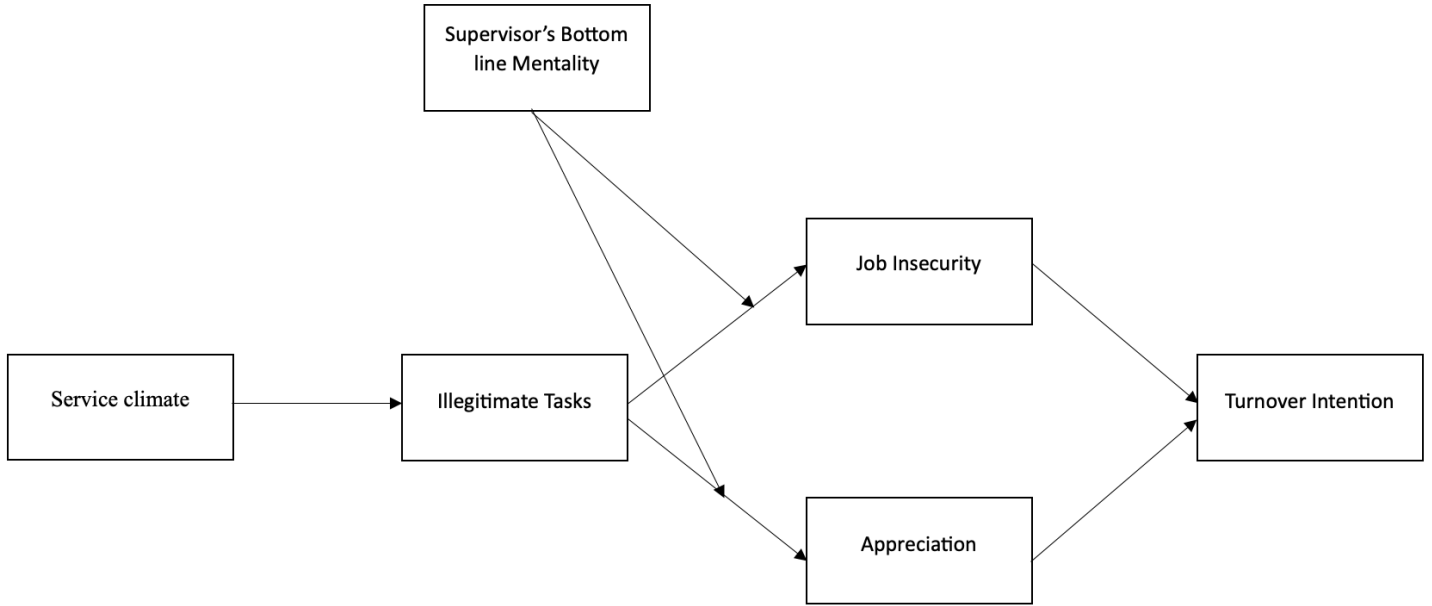 Supervisor’s Bottom
line Mentality
Job Insecurity
Service climate
Illegitimate Tasks
Turnover Intention
Appreciation